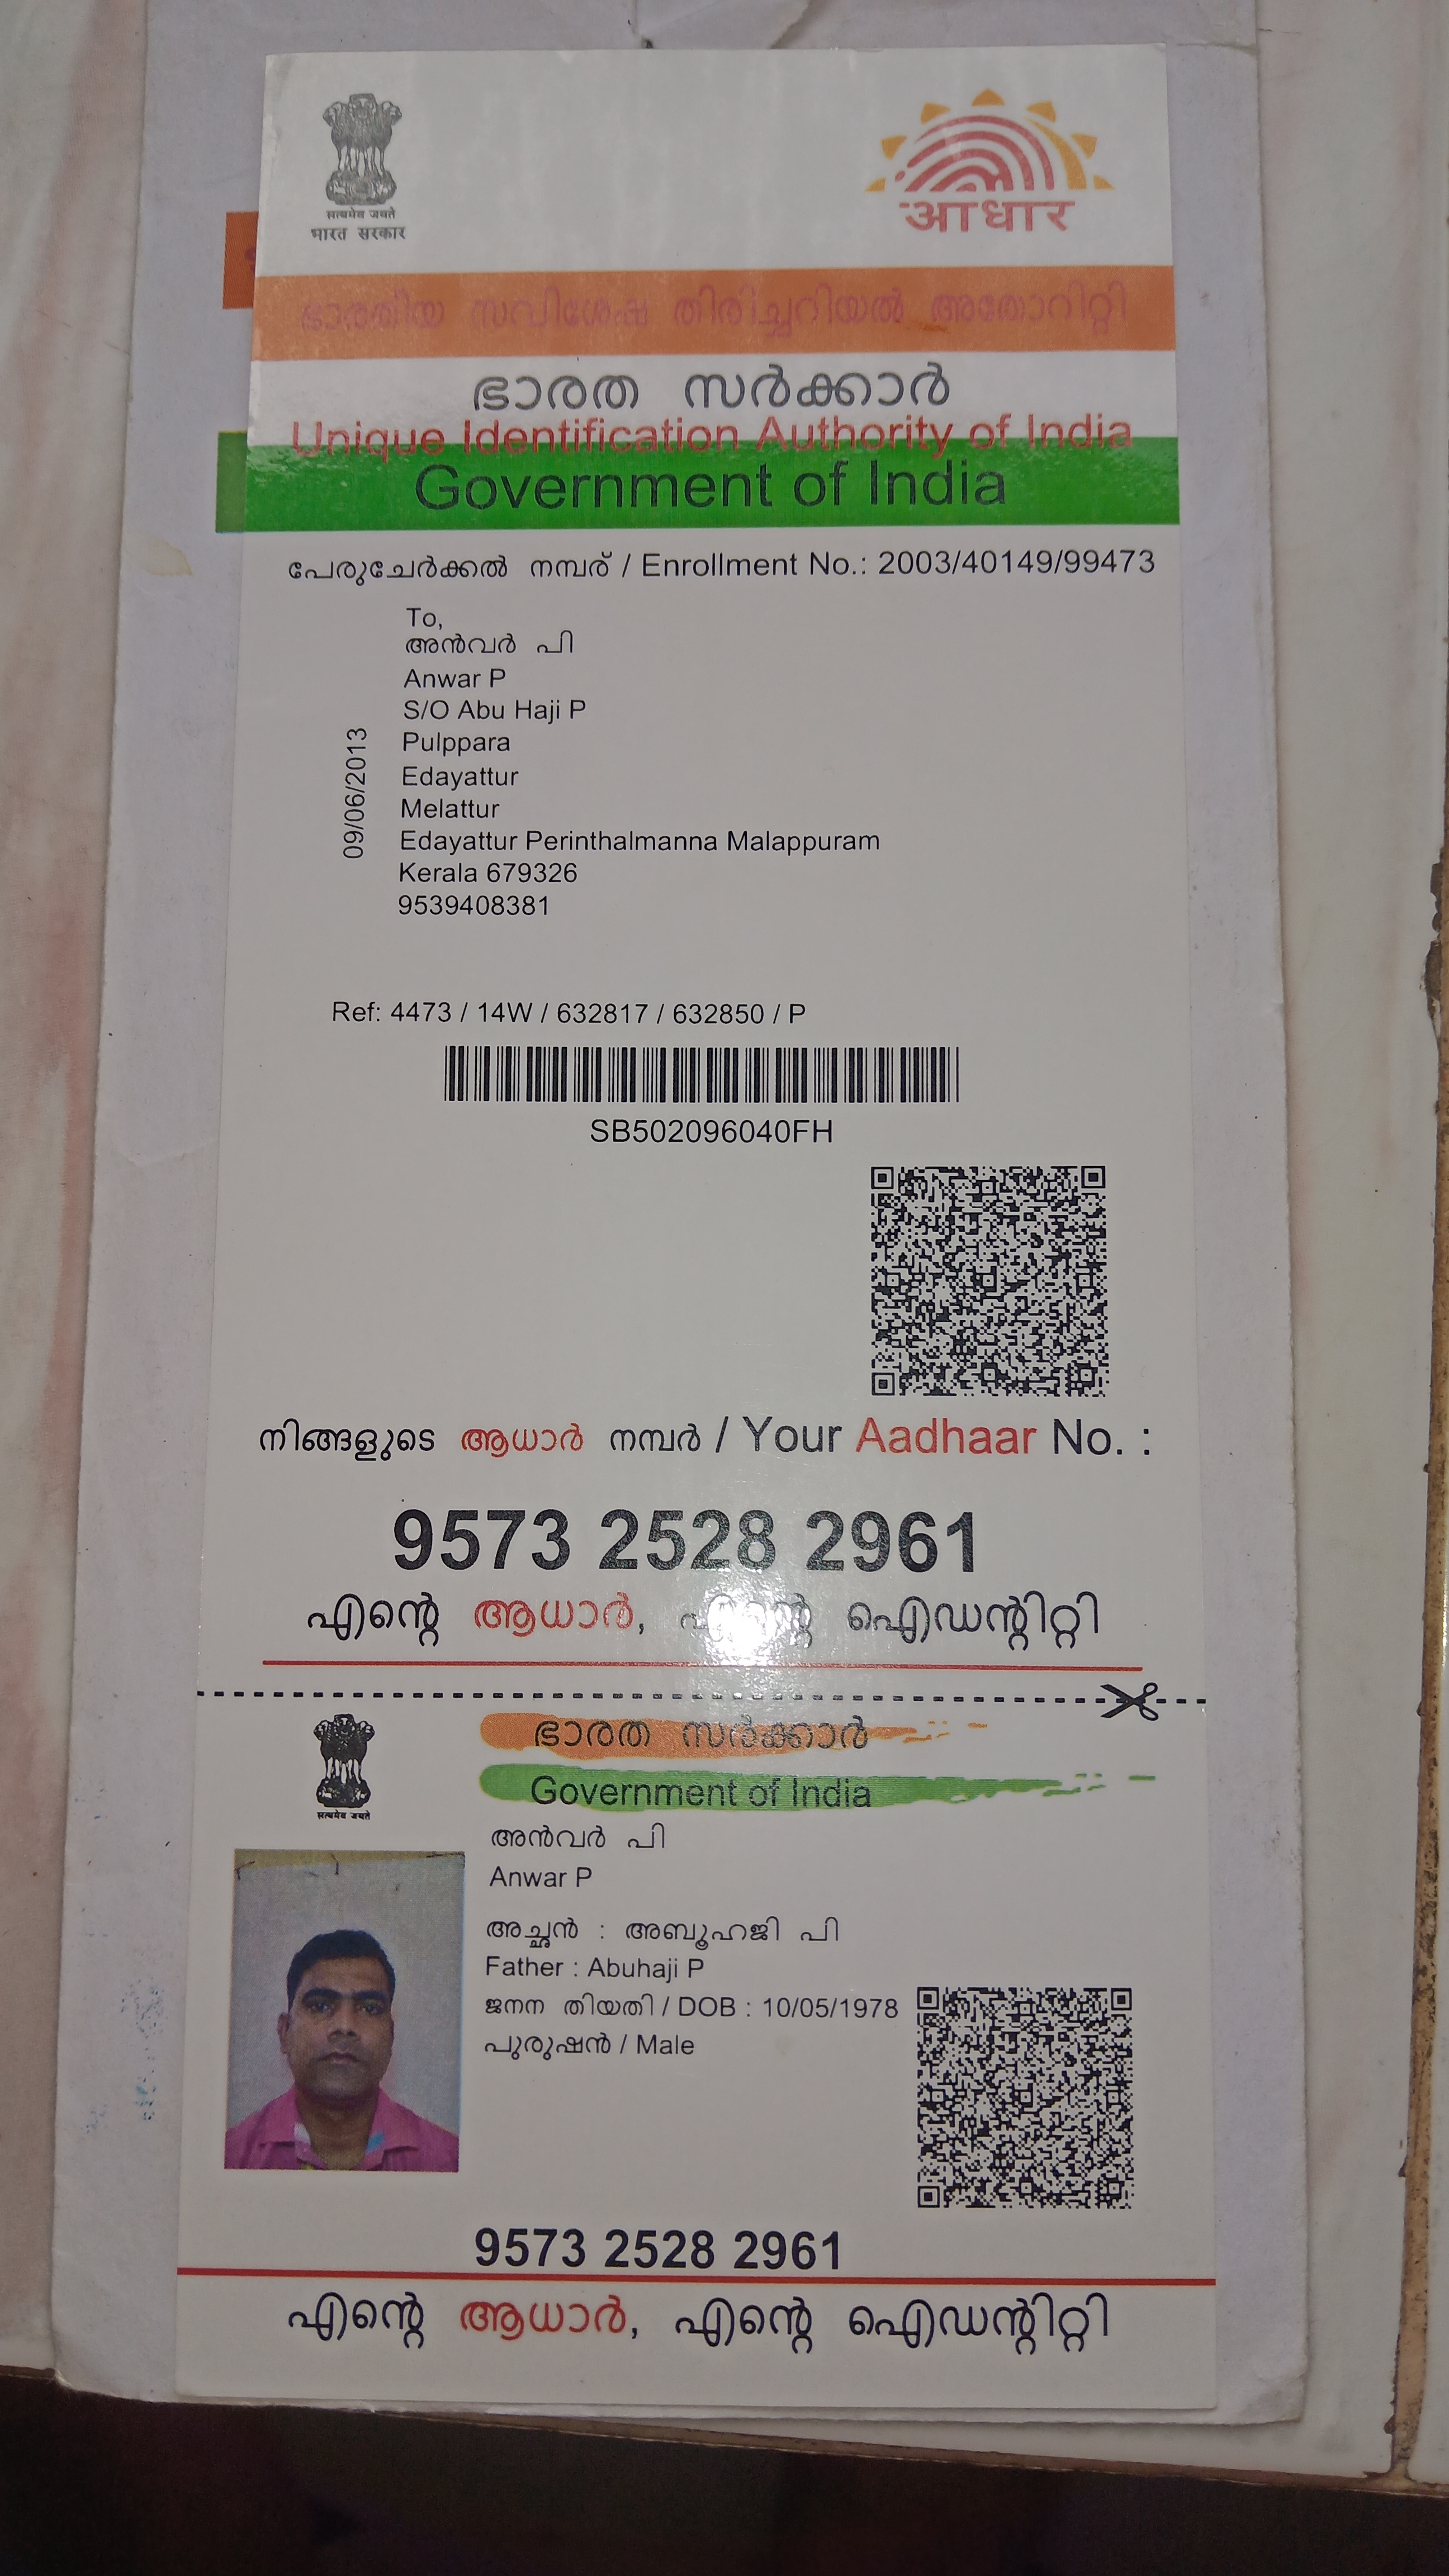 सत्यमेव जयते
भारत सरकार
आधार
ഭാരതീയ സവിശേഷ തിരിച്ചറിയൽ അതോറിറ്റി
ഭാരത സർക്കാർ
Unique Identification Authority of India
Government of India
പേരുചേർക്കൽ നമ്പര് / Enrollment No.: 2003/40149/99473
To,
അൻവർ പി
Anwar P
S/O Abu Haji P
Pulppara
Edayattur
Melattur
Edayattur Perinthalmanna Malappuram
Kerala 679326
9539408381
09/06/2013
Ref: 4473 / 14W / 632817 / 632850 / P
SB502096040FH
നിങ്ങളുടെ ആധാർ നമ്പർ / Your Aadhaar No. :
9573 2528 2961
എന്റെ ആധാർ, എന്റെ ഐഡന്റിറ്റി
ഭാരത സർക്കാർ
Government of India
सत्यमेव जयते
അൻവർ പി
Anwar P
അച്ഛൻ : അബൂഹജി പി
Father : Abuhaji P
ജനന തിയതി / DOB : 10/05/1978
പുരുഷൻ / Male
9573 2528 2961
എന്റെ ആധാർ, എന്റെ ഐഡന്റിറ്റി